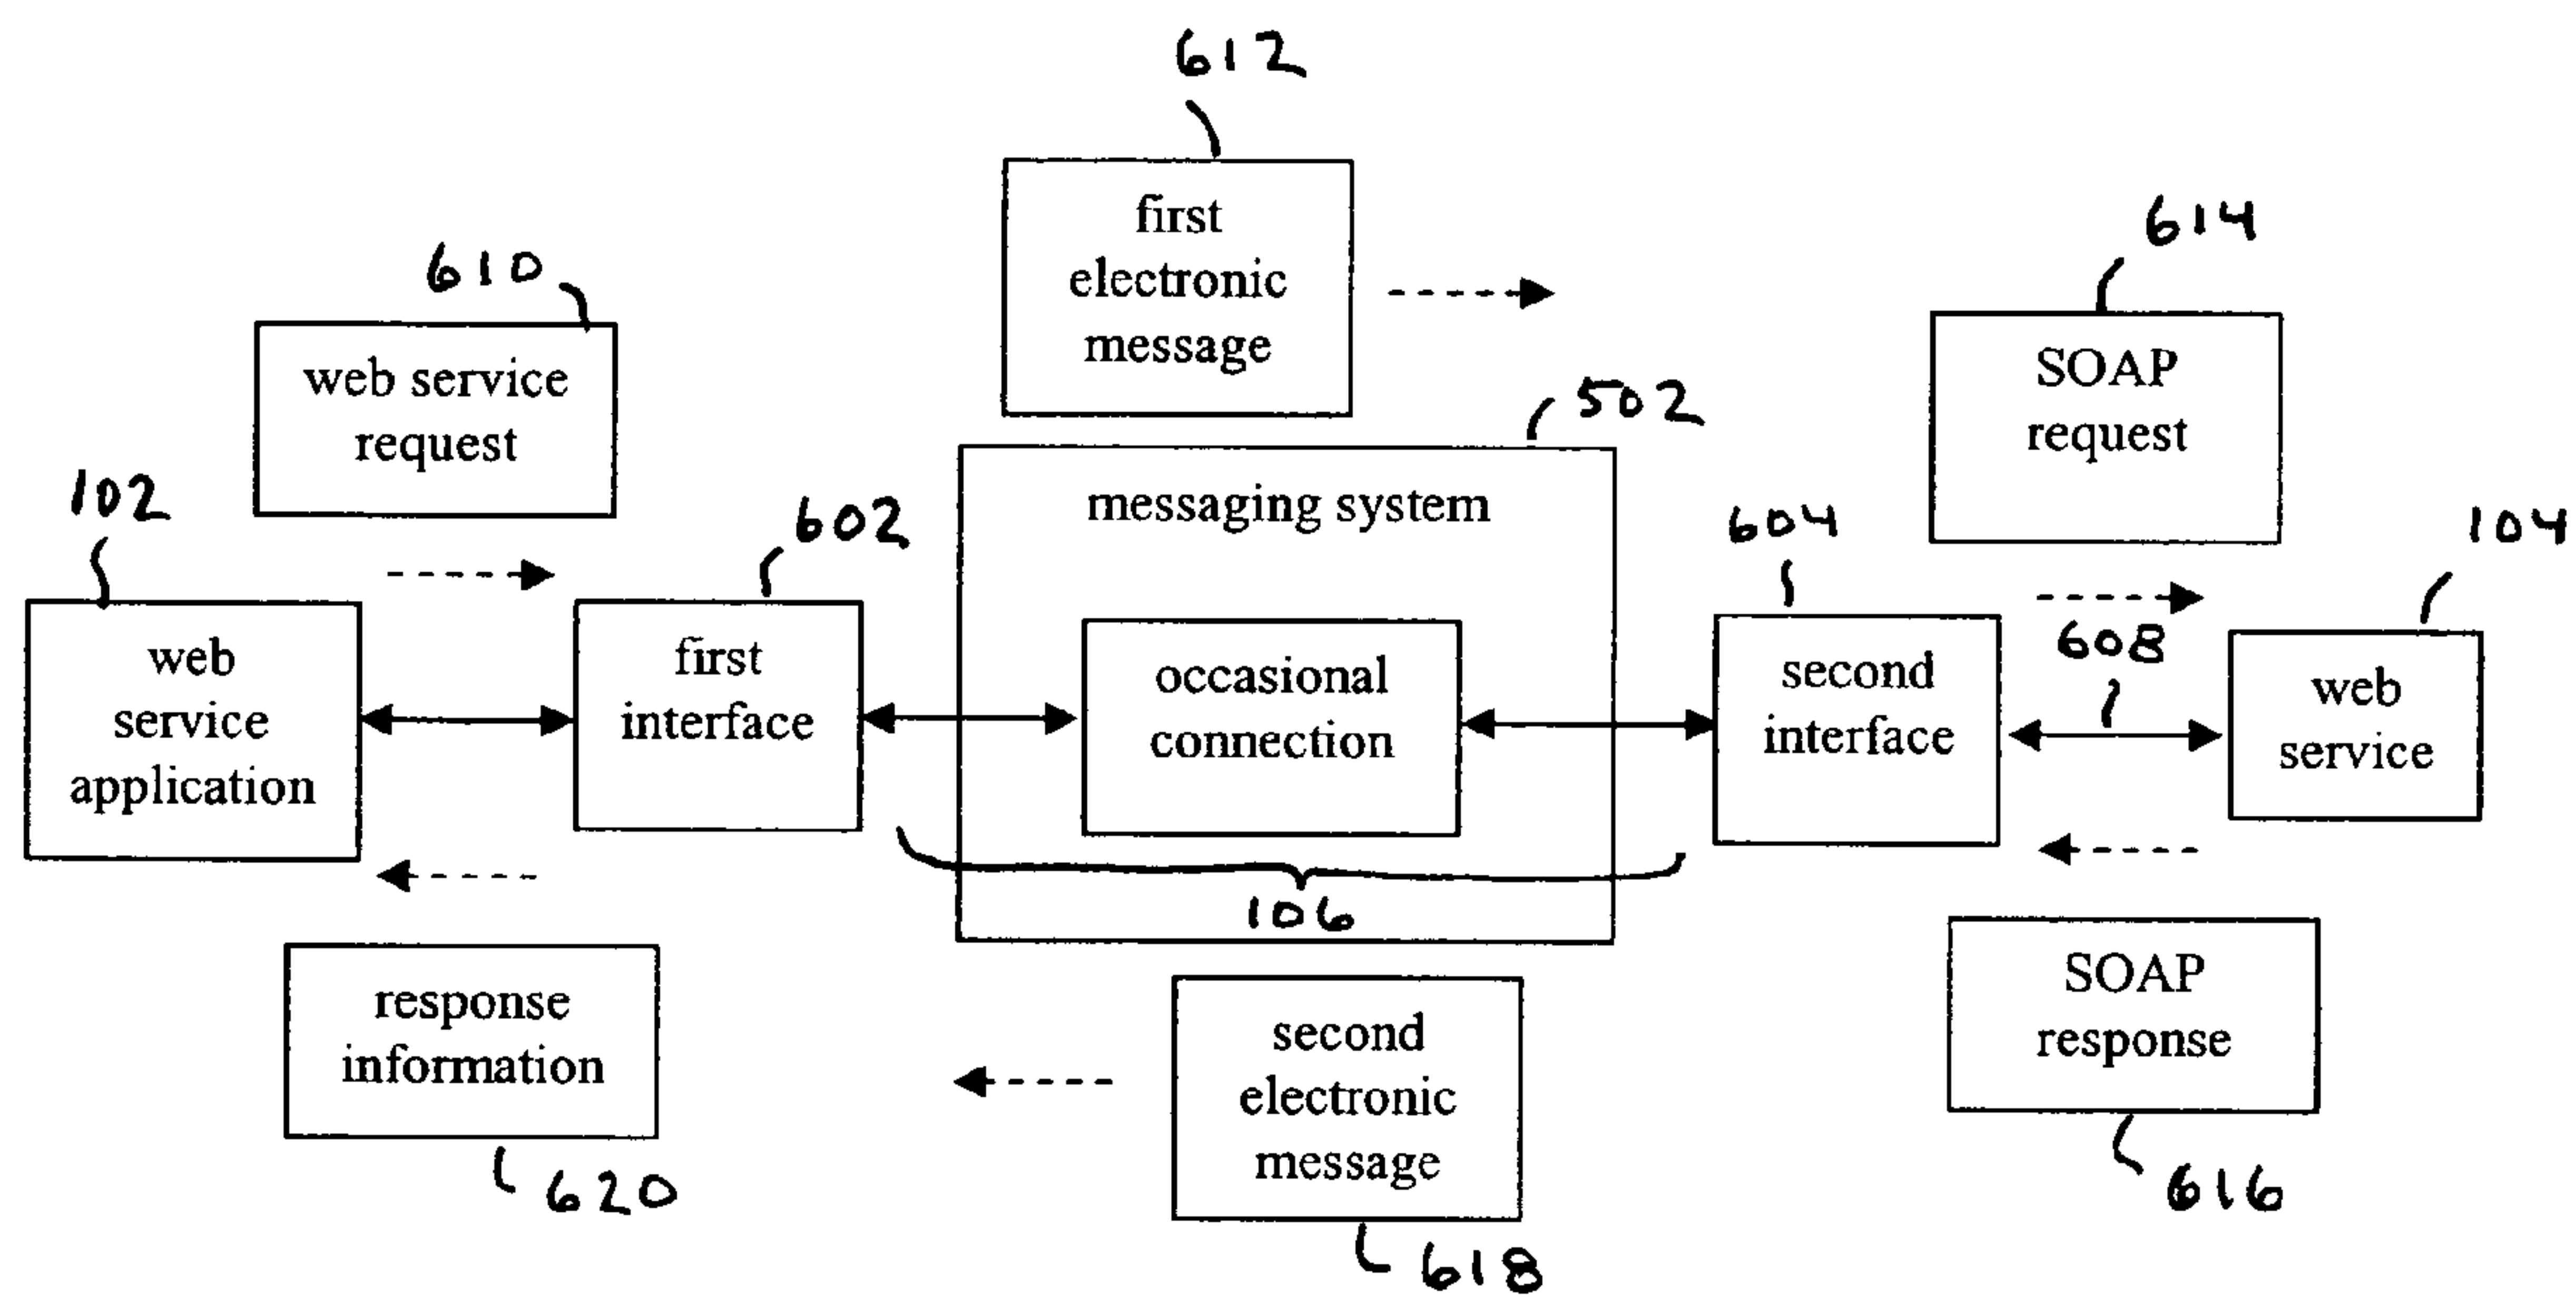 612
first
electronic
message
614
SOAP
request
610
web service
request
502
messaging system
102
602
604
104
web
service
application
first
interface
occasional
connection
second
interface
608
web
service
106
response
information
620
second
electronic
message
618
SOAP
response
616